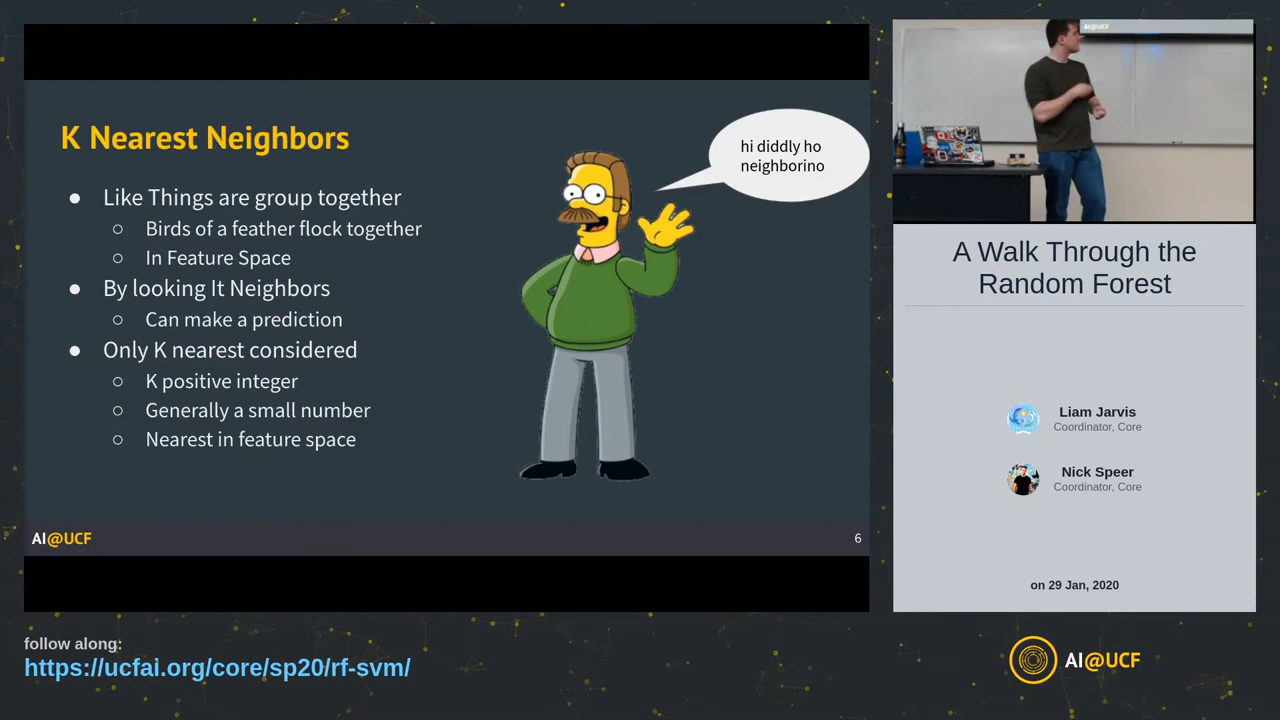 K Nearest Neighbors
● Like Things are group together
○ Birds of a feather flock together
○ In Feature Space
● By looking It Neighbors
○ Can make a prediction
● Only K nearest considered
○ K positive integer
○ Generally a small number
○ Nearest in feature space
hi diddly ho
neighborino
AI@UCF
6
AI@UCF
A Walk Through the
Random Forest
Liam Jarvis
Coordinator, Core
Nick Speer
Coordinator, Core
on 29 Jan, 2020
follow along:
https://ucfai.org/core/sp20/rf-svm/
AI@UCF